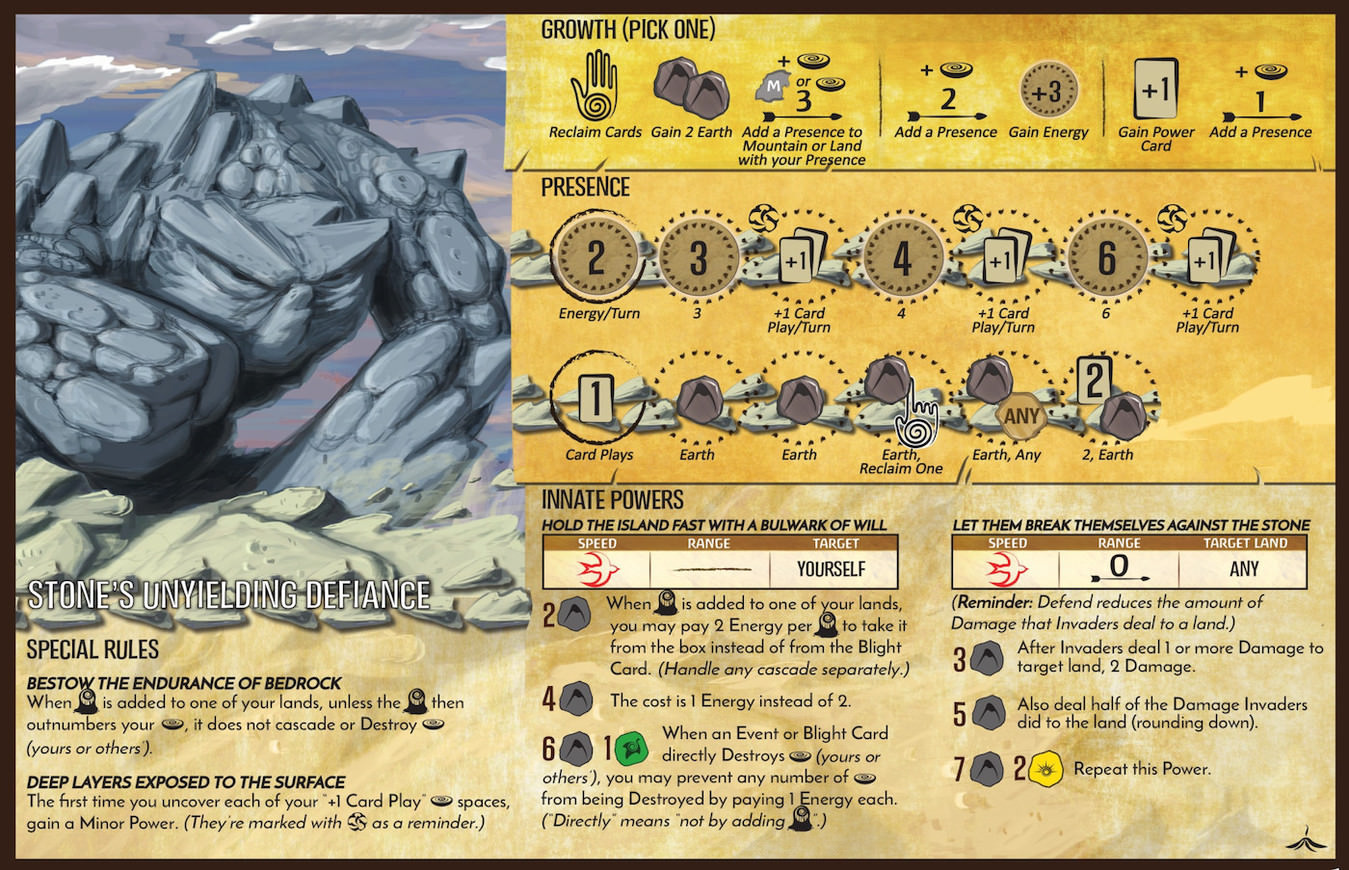 GROWTH (PICK ONE)
+
M or
3
+
2
+3
+1
+
1
Reclaim Cards
Gain 2 Earth
Add a Presence to
Mountain or Land
with your Presence
Add a Presence
Gain Energy
Gain Power
Card
Add a Presence
PRESENCE
2 3 +1 4 +1 6 +1
Energy/Turn
3
+1 Card
Play/Turn
4
+1 Card
Play/Turn
6
+1 Card
Play/Turn
1 ANY 2
Card Plays
Earth
Earth
Earth,
Reclaim One
Earth, Any
2, Earth
STONE'S UNYIELDING DEFIANCE
SPECIAL RULES
BESTOW THE ENDURANCE OF BEDROCK
When is added to one of your lands, unless the then
outnumbers your , it does not cascade or Destroy
(yours or others').
DEEP LAYERS EXPOSED TO THE SURFACE
The first time you uncover each of your "+1 Card Play" spaces,
gain a Minor Power. (They're marked with as a reminder.)
INNATE POWERS
HOLD THE ISLAND FAST WITH A BULWARK OF WILL
SPEED RANGE TARGET
YOURSELF
2 When is added to one of your lands,
you may pay 2 Energy per to take it
from the box instead of from the Blight
Card. (Handle any cascade separately.)
4 The cost is 1 Energy instead of 2.
6 1 When an Event or Blight Card
directly Destroys (yours or
others'), you may prevent any number of
from being Destroyed by paying 1 Energy each.
("Directly" means "not by adding ".)
LET THEM BREAK THEMSELVES AGAINST THE STONE
SPEED RANGE TARGET LAND
0 ANY
(Reminder: Defend reduces the amount of
Damage that Invaders deal to a land.)
3 After Invaders deal 1 or more Damage to
target land, 2 Damage.
5 Also deal half of the Damage Invaders
did to the land (rounding down).
7 2 Repeat this Power.